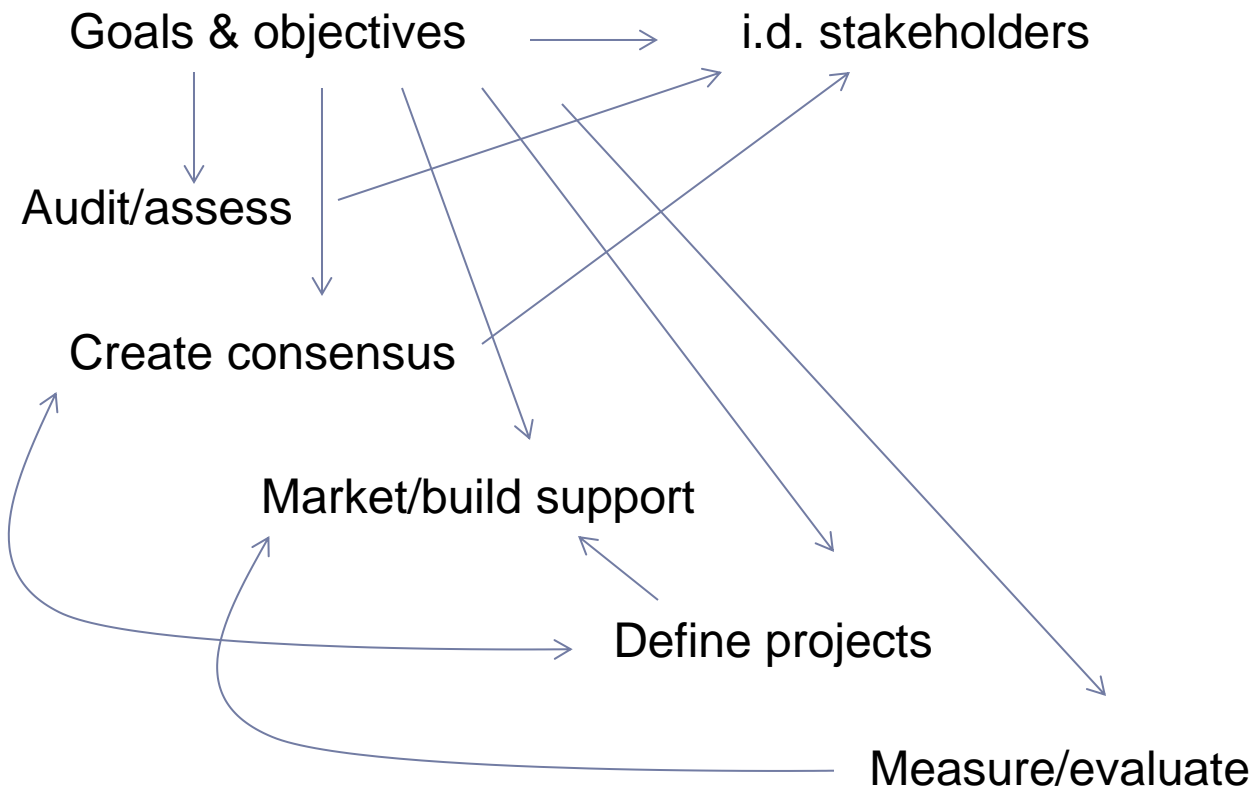 Goals & objectives
i.d. stakeholders
Audit/assess
Create consensus
Market/build support
Define projects
Measure/evaluate